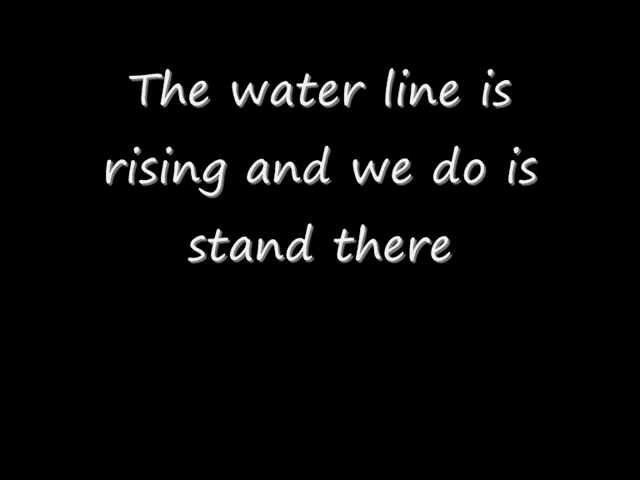 The water line is
rising and we do is
stand there